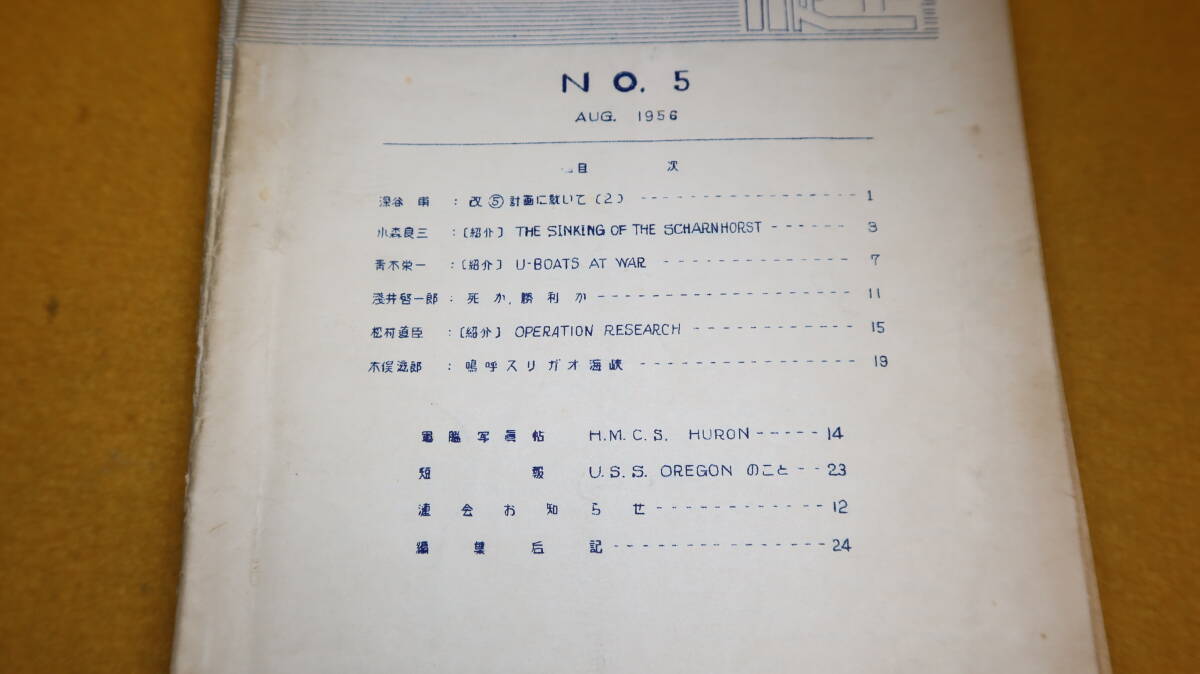 NO. 5
AUG. 1956
目 次
深谷 甫 : 改⑤計画に就いて (2) 1
小森良三 : 〔紹介〕 THE SINKING OF THE SCHARNHORST 3
青木栄一 : 〔紹介〕 U-BOATS AT WAR 7
淺井啓一郎 : 死か, 勝利か 11
松村道臣 : 〔紹介〕 OPERATION RESEARCH 15
木俣滋郎 : 嗚呼スリガオ海峡 19
軍艦写真帖 H.M.C.S. HURON 14
短報 U.S.S. OREGON のこと 23
漣会お知らせ 12
編集后記 24